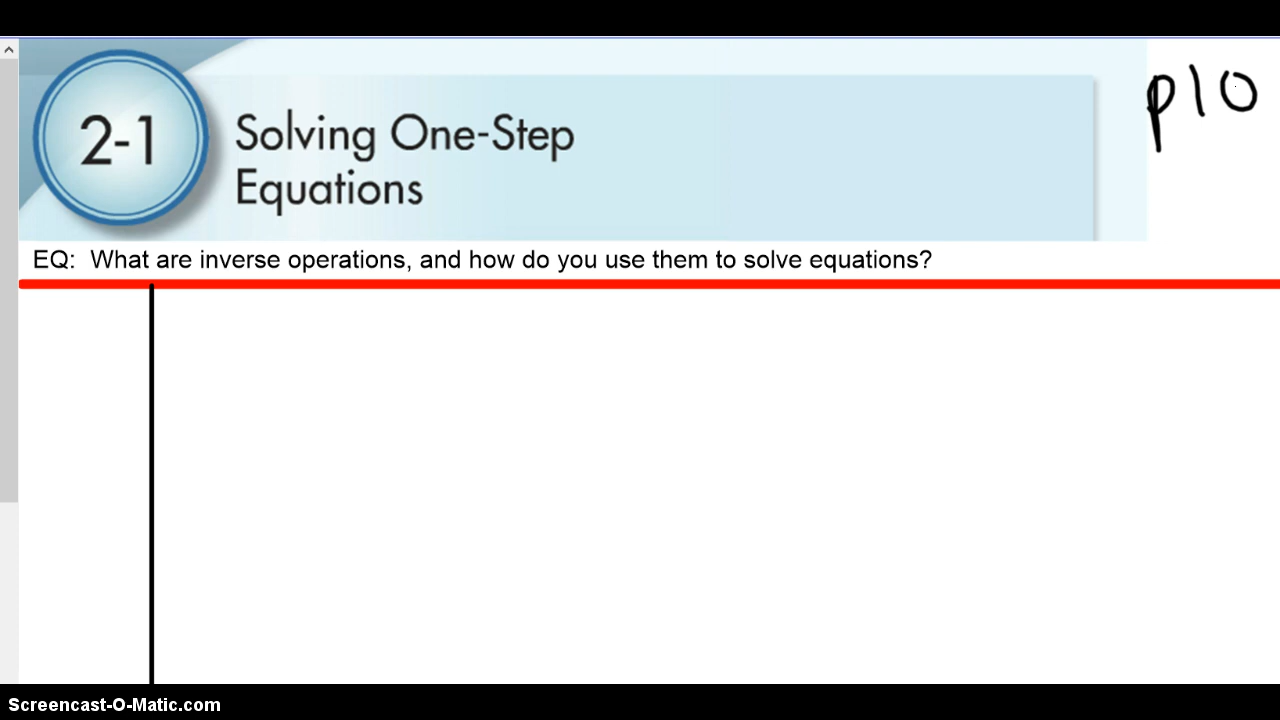 2-1
Solving One-Step
Equations
p10
EQ: What are inverse operations, and how do you use them to solve equations?
Screencast-O-Matic.com